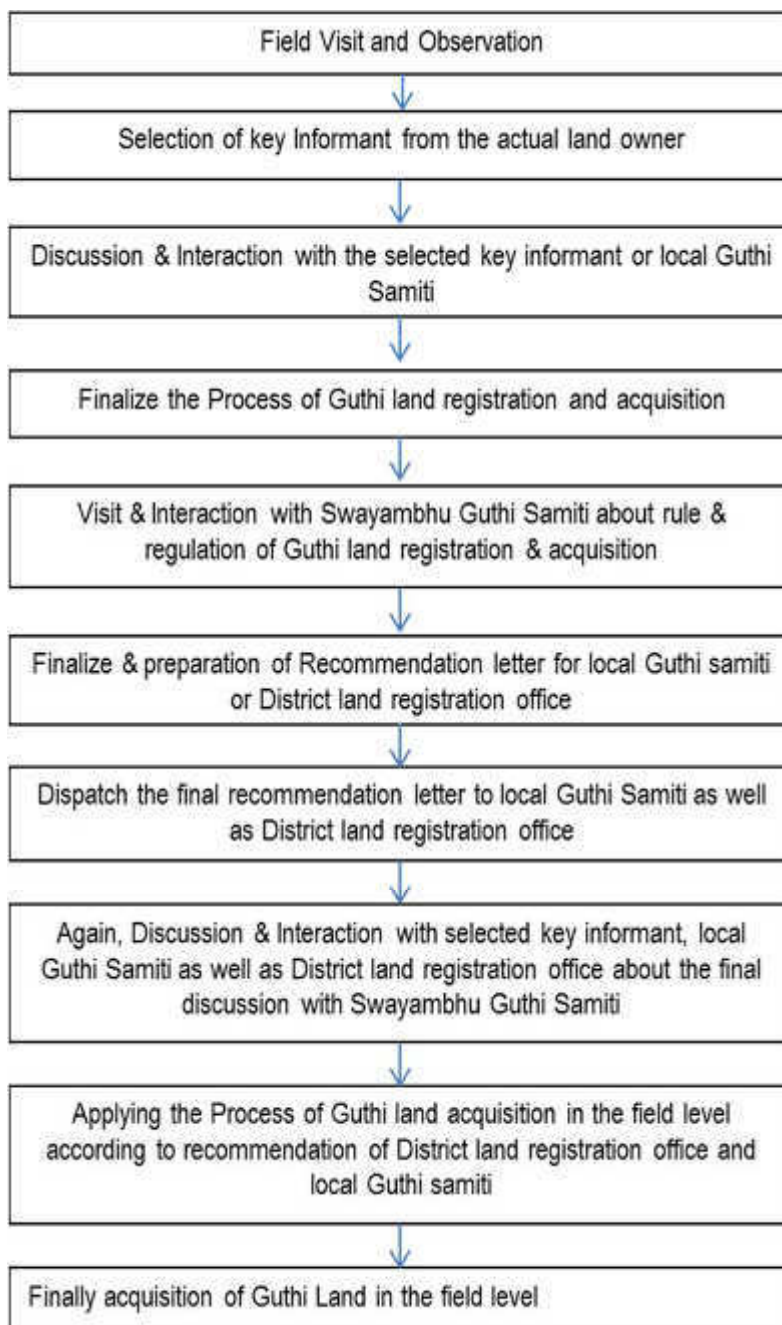 Field Visit and Observation
Selection of key Informant from the actual land owner
Discussion & Interaction with the selected key informant or local Guthi
Samiti
Finalize the Process of Guthi land registration and acquisition
Visit & Interaction with Swayambhu Guthi Samiti about rule &
regulation of Guthi land registration & acquisition
Finalize & preparation of Recommendation letter for local Guthi samiti
or District land registration office
Dispatch the final recommendation letter to local Guthi Samiti as well
as District land registration office
Again, Discussion & Interaction with selected key informant, local
Guthi Samiti as well as District land registration office about the final
discussion with Swayambhu Guthi Samiti
Applying the Process of Guthi land acquisition in the field level
according to recommendation of District land registration office and
local Guthi samiti
Finally acquisition of Guthi Land in the field level